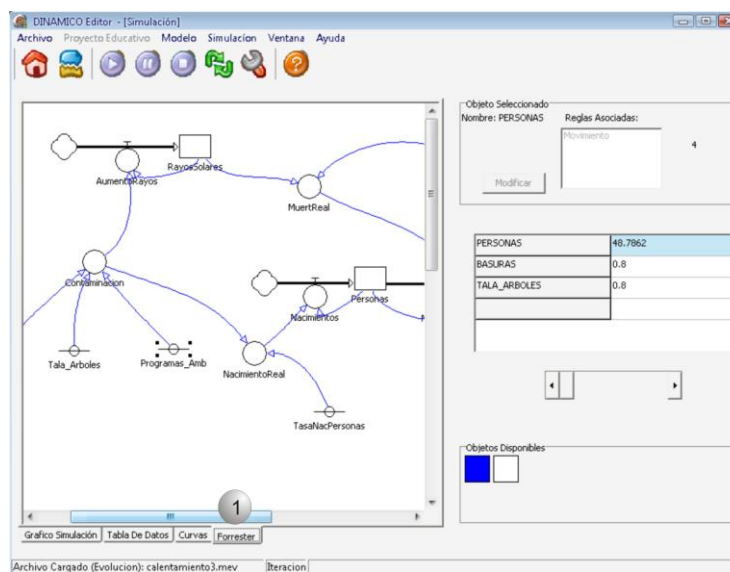 DINAMICO Editor - [Simulación]
Archivo Proyecto Educativo Modelo Simulacion Ventana Ayuda
Objeto Seleccionado
Nombre: PERSONAS Reglas Asociadas:
Movimiento
4
Modificar
RayosSolares
AumentoRayos
MuertReal
Contaminacion
Personas
Nacimientos
Tala_Arboles
Programas_Amb
NacimientoReal
TasaNacPersonas
PERSONAS 48.7862
BASURAS 0.8
TALA_ARBOLES 0.8
Objetos Disponibles
1
Grafico Simulación Tabla De Datos Curvas Forrester
Archivo Cargado (Evolucion): calentamiento3.mev Iteracion